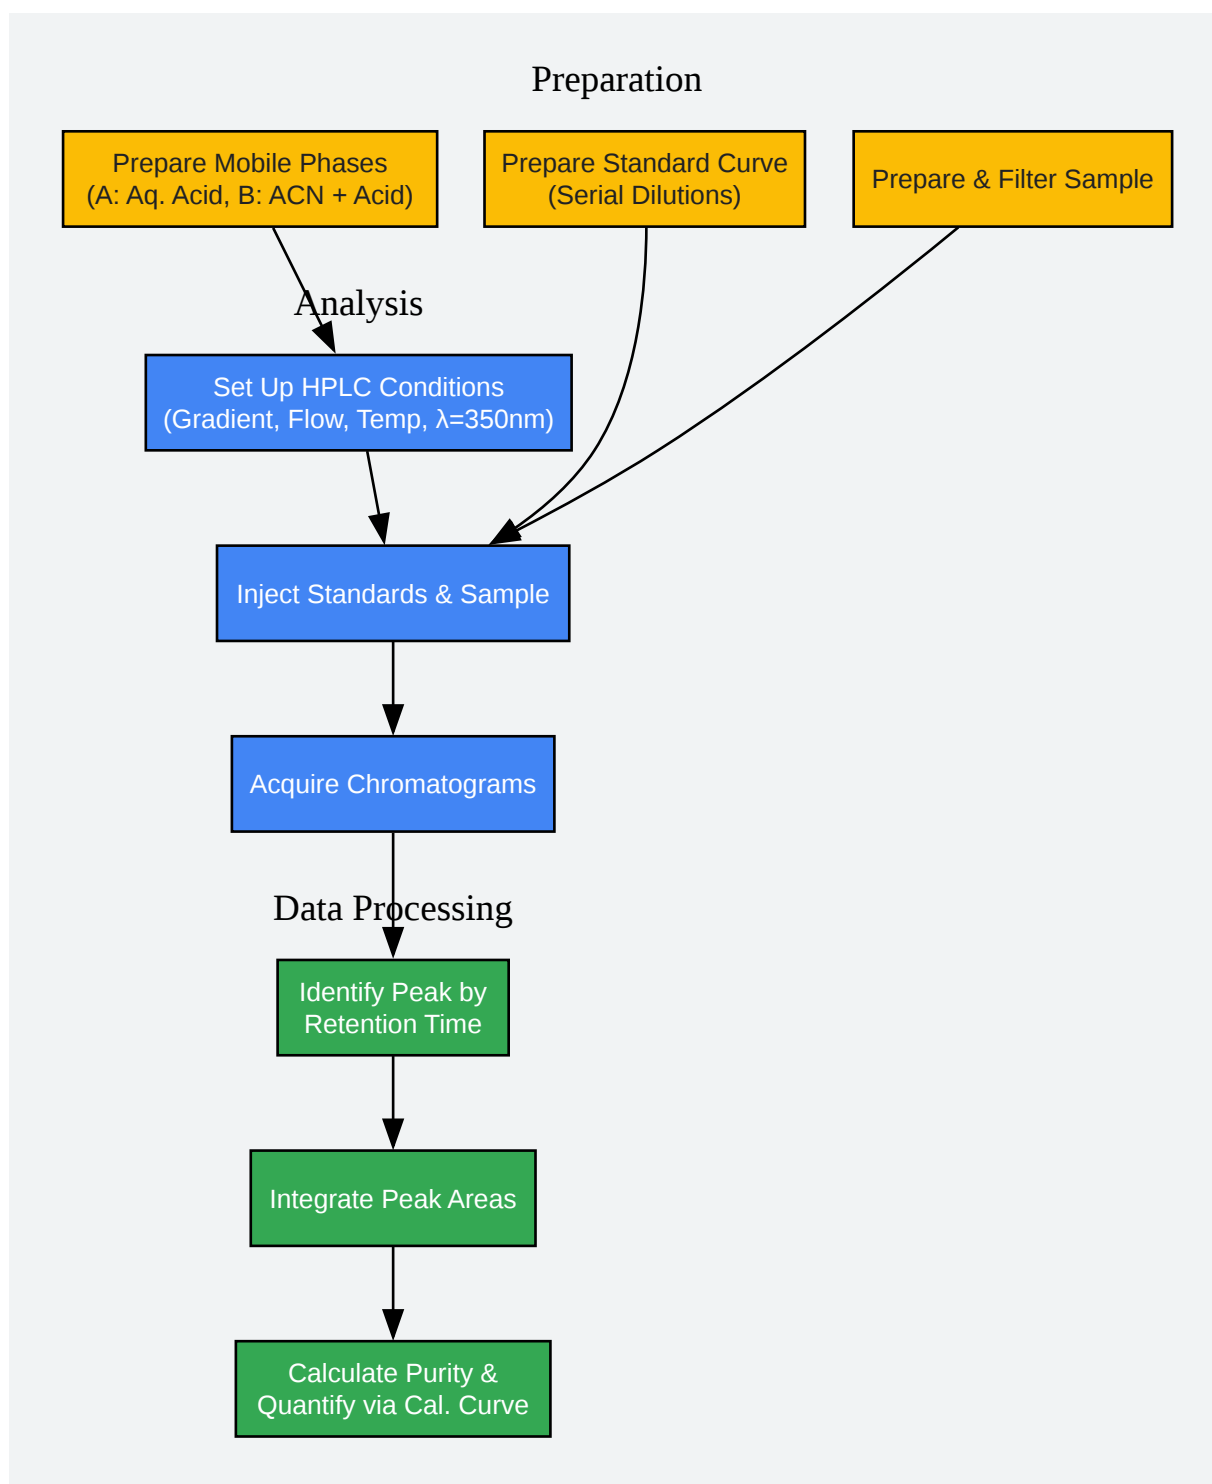 Preparation
Prepare Mobile Phases
(A: Aq. Acid, B: ACN + Acid)
Prepare Standard Curve
(Serial Dilutions)
Prepare & Filter Sample
Analysis
Set Up HPLC Conditions
(Gradient, Flow, Temp, λ=350nm)
Inject Standards & Sample
Acquire Chromatograms
Data Processing
Identify Peak by
Retention Time
Integrate Peak Areas
Calculate Purity &
Quantify via Cal. Curve